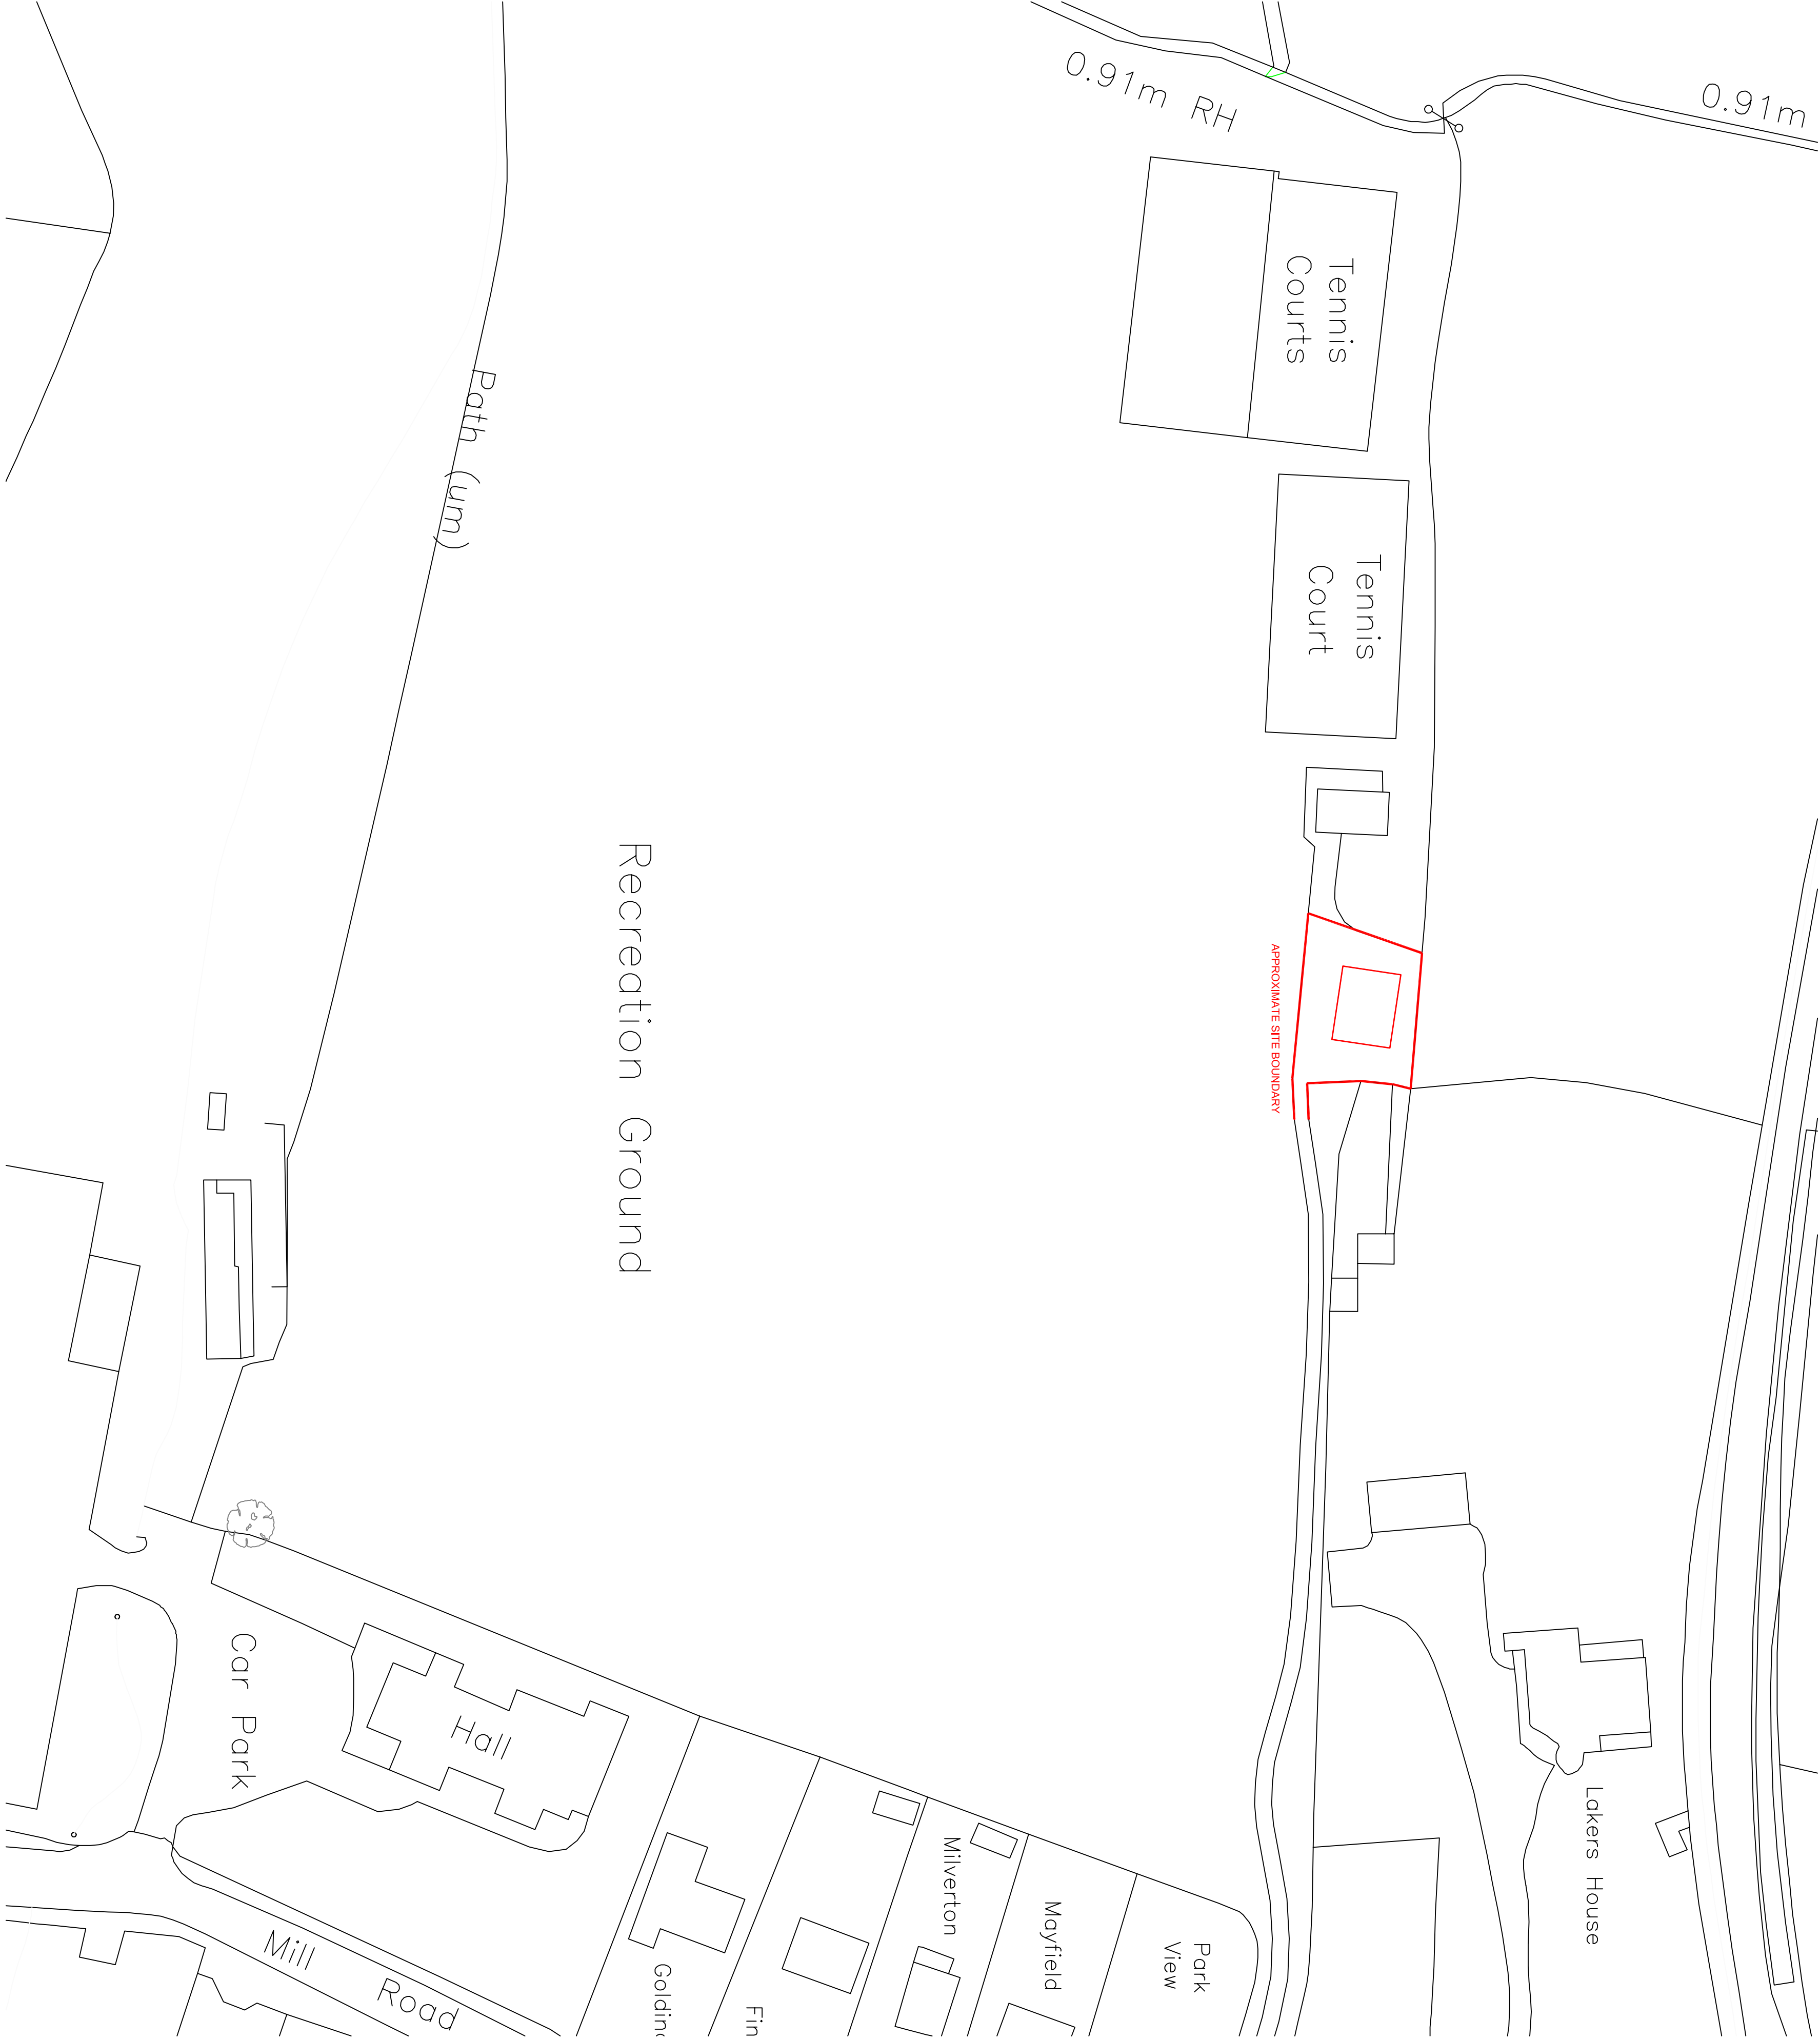 0.91m RH
0.91m
Tennis
Courts
Tennis
Court
Path (um)
Recreation Ground
APPROXIMATE SITE BOUNDARY
Car Park
Hall
Lakers House
Milverton
Mayfield
Park
View
Mill Road